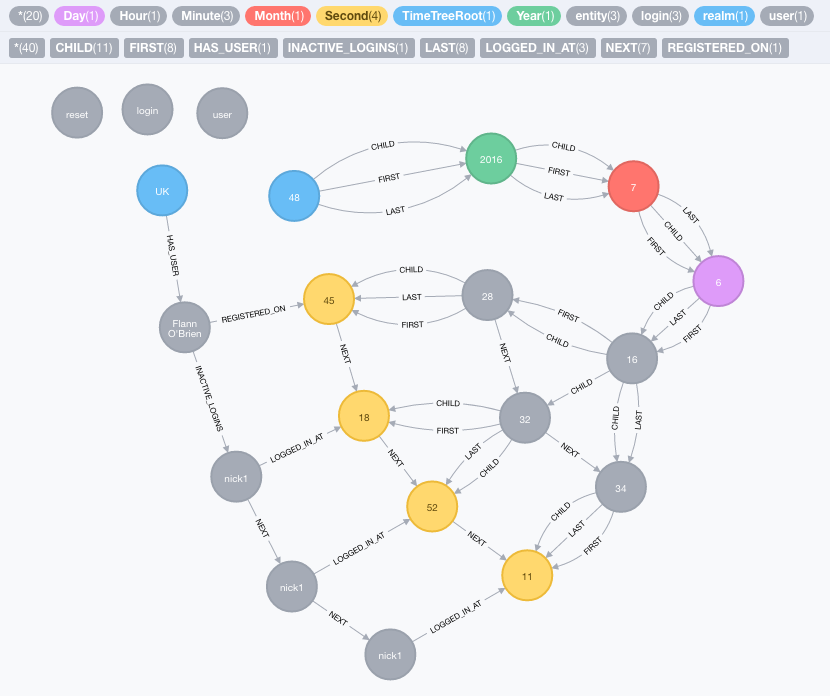 *(20) Day(1) Hour(1) Minute(3) Month(1) Second(4) TimeTreeRoot(1) Year(1) entity(3) login(3) realm(1) user(1)
*(40) CHILD(11) FIRST(8) HAS_USER(1) INACTIVE_LOGINS(1) LAST(8) LOGGED_IN_AT(3) NEXT(7) REGISTERED_ON(1)
reset
login
user
CHILD
FIRST
LAST
2016
CHILD
FIRST
LAST
7
UK
48
LAST
CHILD
FIRST
HAS_USER
6
CHILD
LAST
FIRST
Flann
O'Brien
REGISTERED_ON
45
CHILD
LAST
FIRST
28
FIRST
CHILD
16
NEXT
NEXT
CHILD
CHILD
LAST
INACTIVE_LOGINS
18
CHILD
FIRST
32
NEXT
LOGGED_IN_AT
NEXT
LAST
CHILD
34
nick1
52
CHILD
LAST
FIRST
NEXT
LOGGED_IN_AT
NEXT
11
nick1
NEXT
LOGGED_IN_AT
nick1